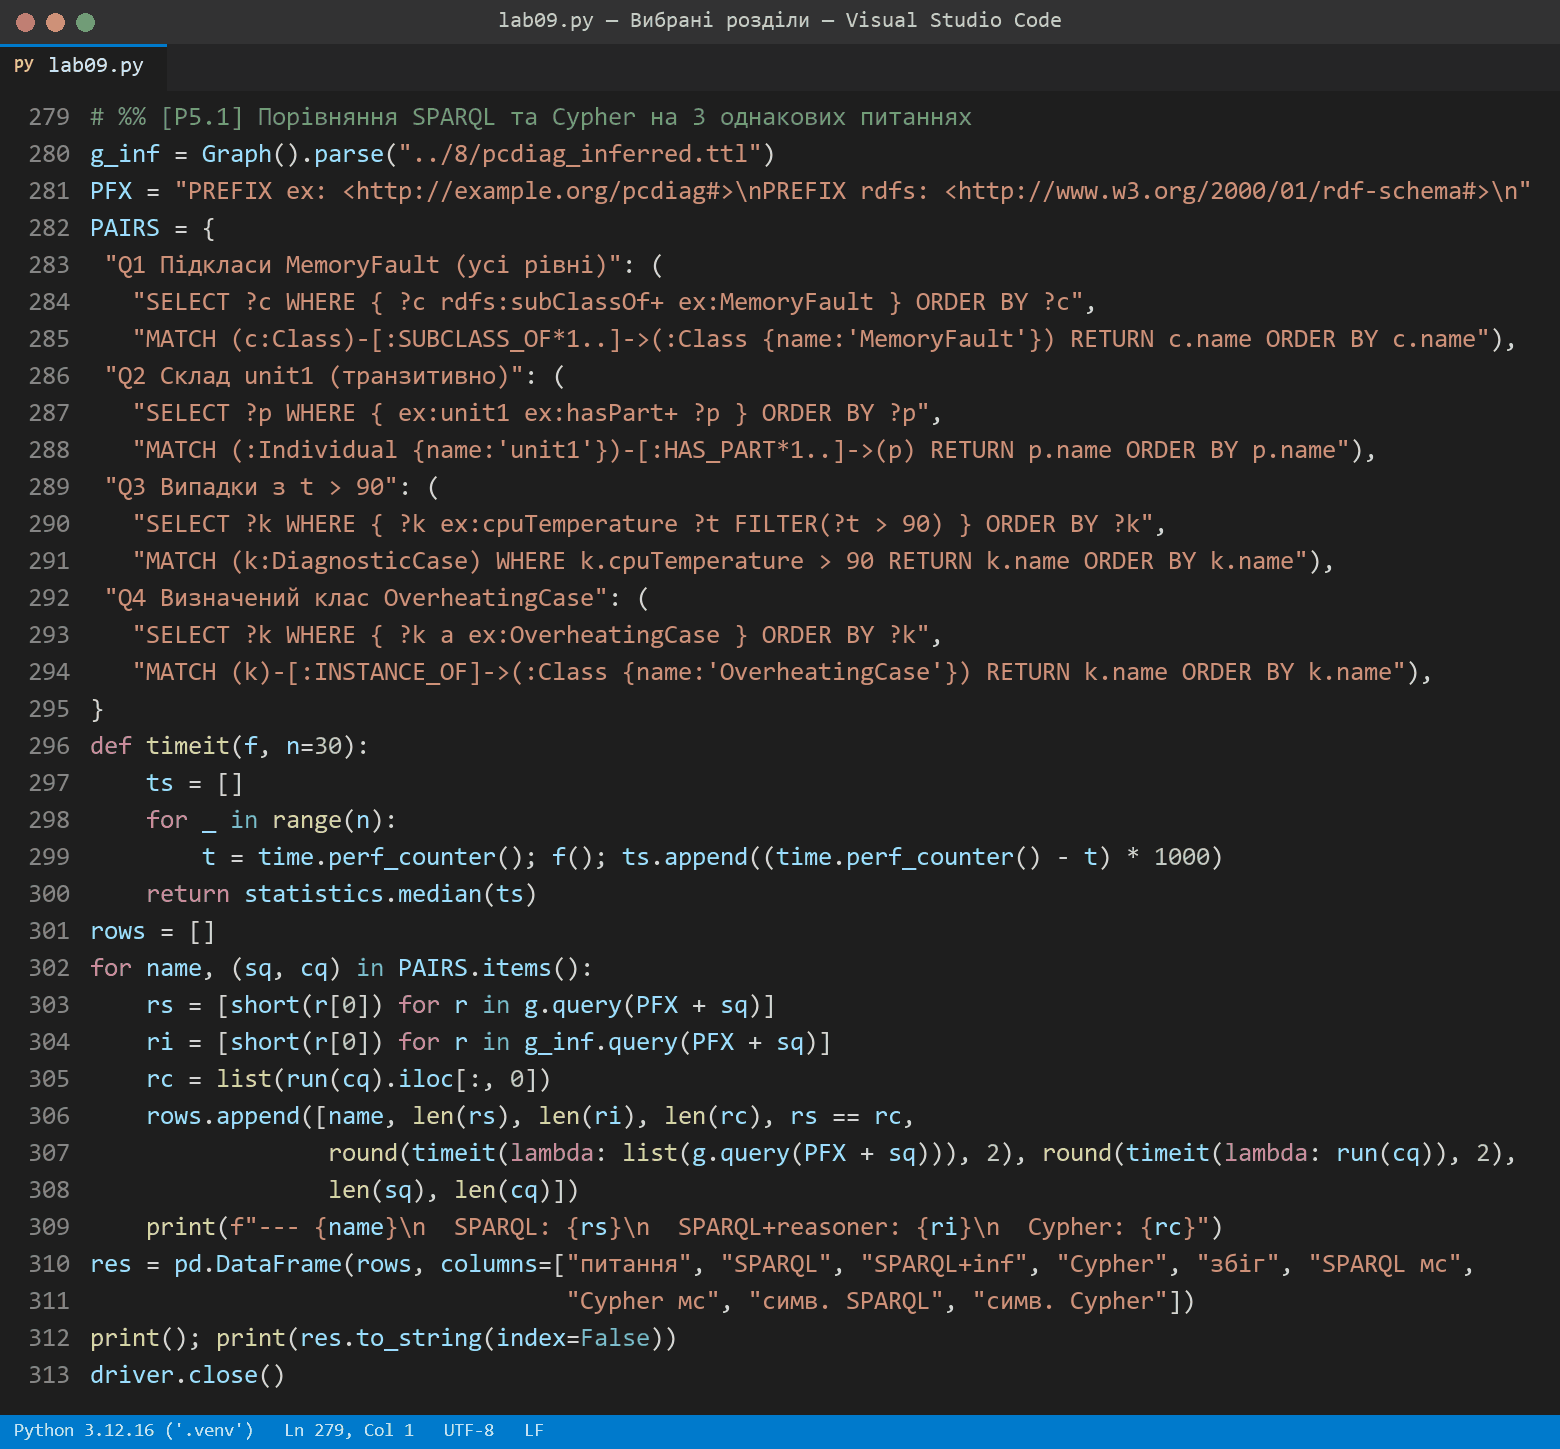 lab09.py — Вибрані розділи — Visual Studio Code
PY lab09.py
279 # %% [P5.1] Порівняння SPARQL та Cypher на 3 однакових питаннях
280 g_inf = Graph().parse("../8/pcdiag_inferred.ttl")
281 PFX = "PREFIX ex: <http://example.org/pcdiag#>\nPREFIX rdfs: <http://www.w3.org/2000/01/rdf-schema#>\n"
282 PAIRS = {
283  "Q1 Підкласи MemoryFault (усі рівні)": (
284    "SELECT ?c WHERE { ?c rdfs:subClassOf+ ex:MemoryFault } ORDER BY ?c",
285    "MATCH (c:Class)-[:SUBCLASS_OF*1..]->(:Class {name:'MemoryFault'}) RETURN c.name ORDER BY c.name"),
286  "Q2 Склад unit1 (транзитивно)": (
287    "SELECT ?p WHERE { ex:unit1 ex:hasPart+ ?p } ORDER BY ?p",
288    "MATCH (:Individual {name:'unit1'})-[:HAS_PART*1..]->(p) RETURN p.name ORDER BY p.name"),
289  "Q3 Випадки з t > 90": (
290    "SELECT ?k WHERE { ?k ex:cpuTemperature ?t FILTER(?t > 90) } ORDER BY ?k",
291    "MATCH (k:DiagnosticCase) WHERE k.cpuTemperature > 90 RETURN k.name ORDER BY k.name"),
292  "Q4 Визначений клас OverheatingCase": (
293    "SELECT ?k WHERE { ?k a ex:OverheatingCase } ORDER BY ?k",
294    "MATCH (k)-[:INSTANCE_OF]->(:Class {name:'OverheatingCase'}) RETURN k.name ORDER BY k.name"),
295 }
296 def timeit(f, n=30):
297     ts = []
298     for _ in range(n):
299         t = time.perf_counter(); f(); ts.append((time.perf_counter() - t) * 1000)
300     return statistics.median(ts)
301 rows = []
302 for name, (sq, cq) in PAIRS.items():
303     rs = [short(r[0]) for r in g.query(PFX + sq)]
304     ri = [short(r[0]) for r in g_inf.query(PFX + sq)]
305     rc = list(run(cq).iloc[:, 0])
306     rows.append([name, len(rs), len(ri), len(rc), rs == rc,
307                  round(timeit(lambda: list(g.query(PFX + sq))), 2), round(timeit(lambda: run(cq)), 2),
308                  len(sq), len(cq)])
309     print(f"--- {name}\n  SPARQL: {rs}\n  SPARQL+reasoner: {ri}\n  Cypher: {rc}")
310 res = pd.DataFrame(rows, columns=["питання", "SPARQL", "SPARQL+inf", "Cypher", "збіг", "SPARQL мс",
311                                   "Cypher мс", "симв. SPARQL", "симв. Cypher"])
312 print(); print(res.to_string(index=False))
313 driver.close()
Python 3.12.16 ('.venv') Ln 279, Col 1 UTF-8 LF